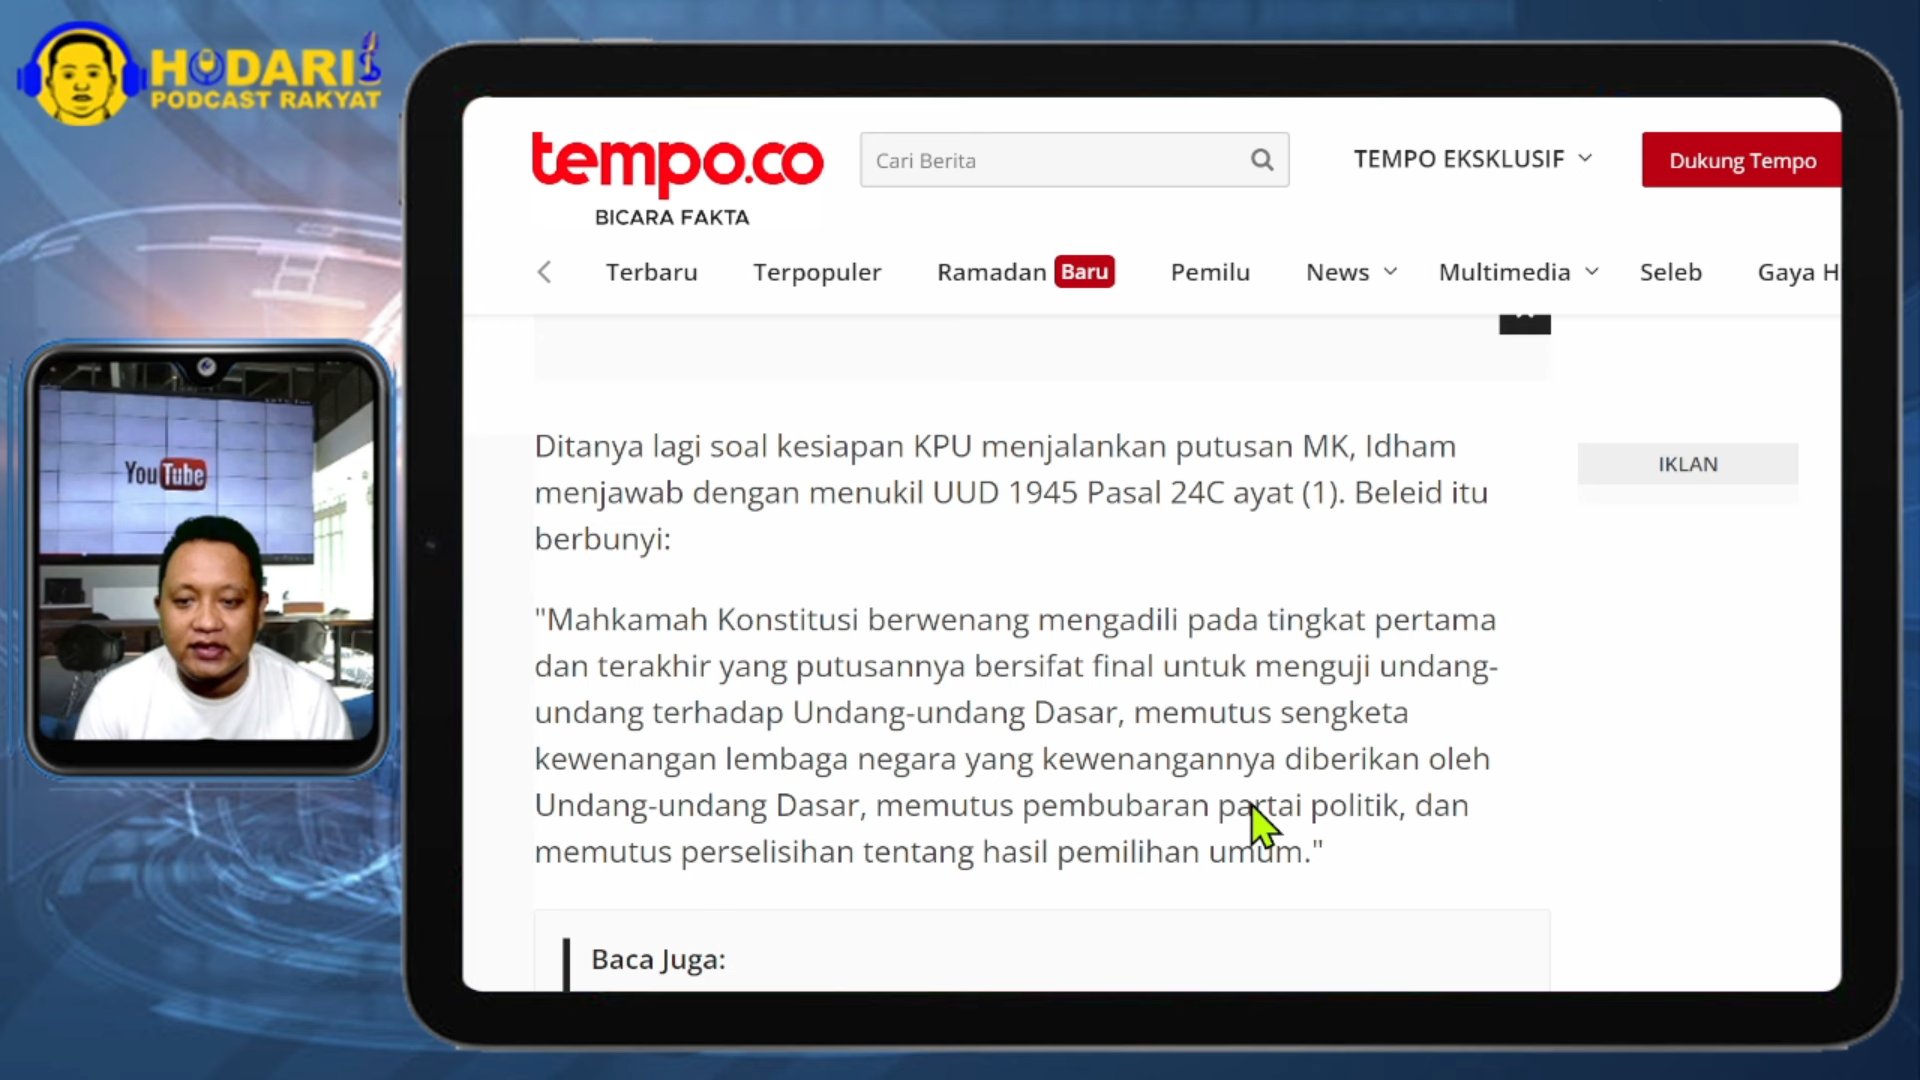 HODARI
PODCAST RAKYAT
YouTube
tempo.co
BICARA FAKTA
Cari Berita
TEMPO EKSKLUSIF
Dukung Tempo
Terbaru
Terpopuler
Ramadan Baru
Pemilu
News
Multimedia
Seleb
Gaya H
Ditanya lagi soal kesiapan KPU menjalankan putusan MK, Idham
menjawab dengan menukil UUD 1945 Pasal 24C ayat (1). Beleid itu
berbunyi:
IKLAN
"Mahkamah Konstitusi berwenang mengadili pada tingkat pertama
dan terakhir yang putusannya bersifat final untuk menguji undang-
undang terhadap Undang-undang Dasar, memutus sengketa
kewenangan lembaga negara yang kewenangannya diberikan oleh
Undang-undang Dasar, memutus pembubaran partai politik, dan
memutus perselisihan tentang hasil pemilihan umum."
Baca Juga: